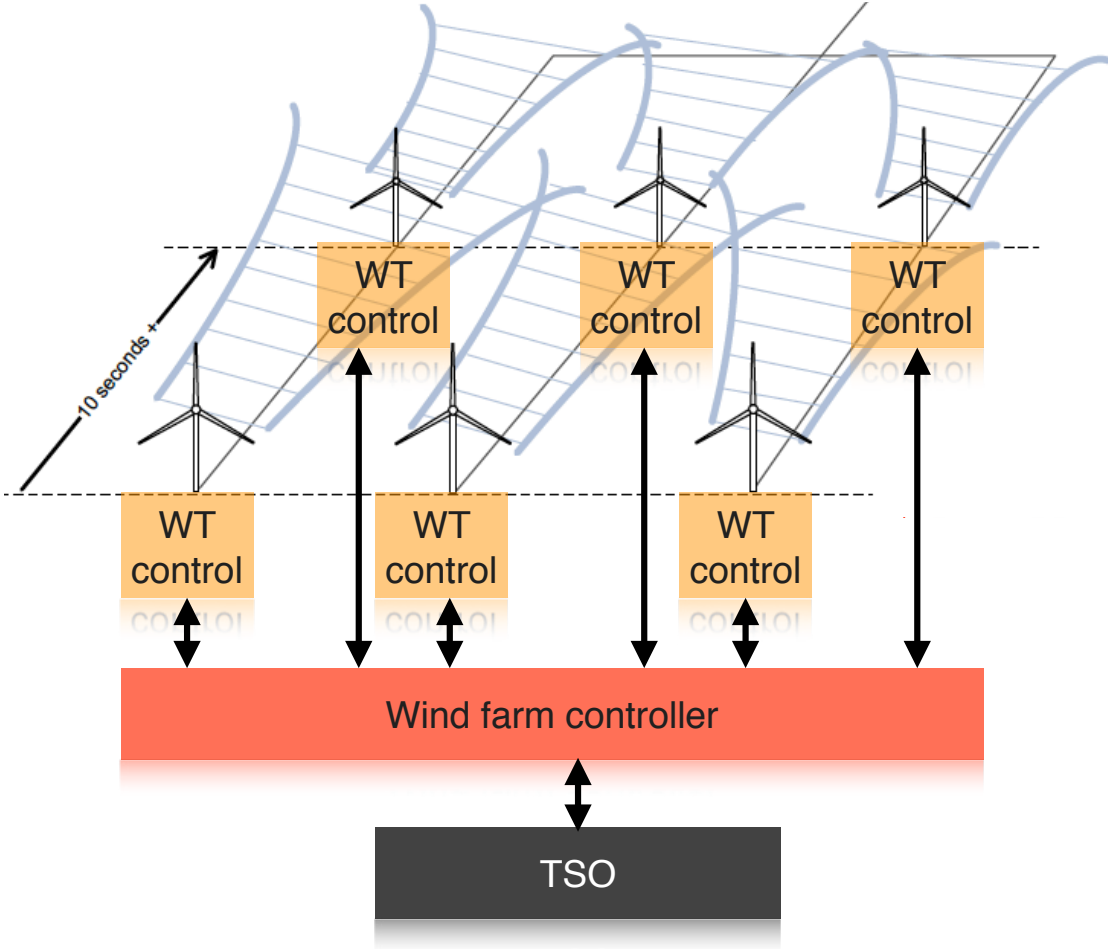 WT
control
WT
control
WT
control
10 seconds +
WT
control
WT
control
WT
control
Wind farm controller
TSO